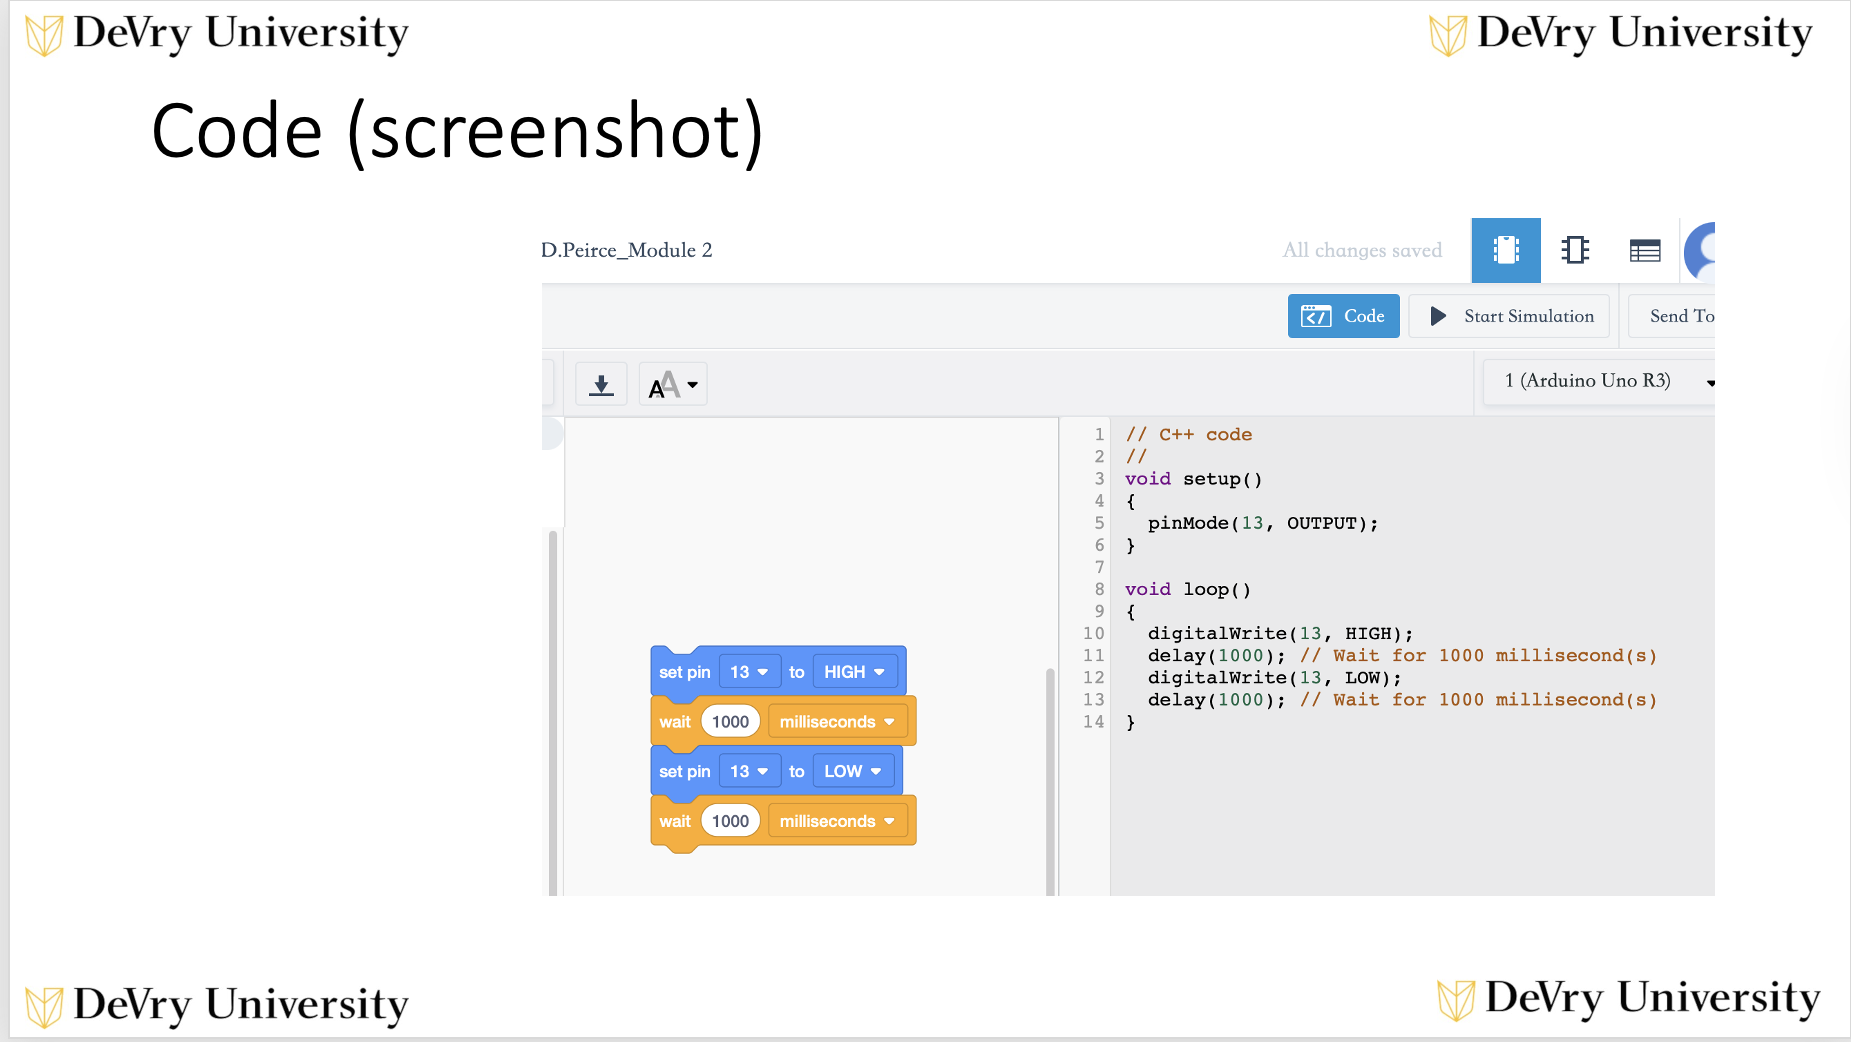 DeVry University
DeVry University
Code (screenshot)
D.Peirce_Module 2
All changes saved
Code
Start Simulation
Send To
AA
1 (Arduino Uno R3)
set pin 13 to HIGH
wait 1000 milliseconds
set pin 13 to LOW
wait 1000 milliseconds
1 // C++ code
2 //
3 void setup()
4 {
5   pinMode(13, OUTPUT);
6 }
7
8 void loop()
9 {
10   digitalWrite(13, HIGH);
11   delay(1000); // Wait for 1000 millisecond(s)
12   digitalWrite(13, LOW);
13   delay(1000); // Wait for 1000 millisecond(s)
14 }
DeVry University
DeVry University